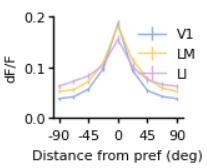 0.2
V1
LM
LI
0.1
dF/F
0.0
-90 -45 0 45 90
Distance from pref (deg)